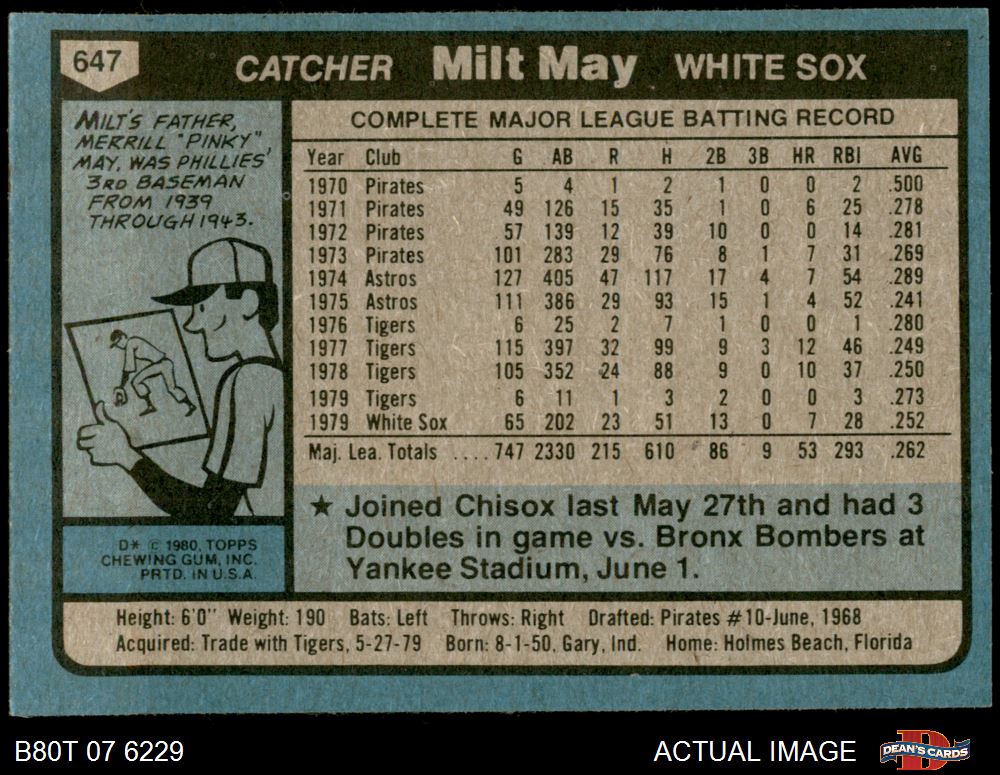 647
CATCHER Milt May WHITE SOX
MILT'S FATHER,
MERRILL "PINKY"
MAY, WAS PHILLIES'
3RD BASEMAN
FROM 1939
THROUGH 1943.
COMPLETE MAJOR LEAGUE BATTING RECORD
Year Club G AB R H 2B 3B HR RBI AVG
1970 Pirates 5 4 1 2 1 0 0 2 .500
1971 Pirates 49 126 15 35 1 0 6 25 .278
1972 Pirates 57 139 12 39 10 0 0 14 .281
1973 Pirates 101 283 29 76 8 1 7 31 .269
1974 Astros 127 405 47 117 17 4 7 54 .289
1975 Astros 111 386 29 93 15 1 4 52 .241
1976 Tigers 6 25 2 7 1 0 0 1 .280
1977 Tigers 115 397 32 99 9 3 12 46 .249
1978 Tigers 105 352 24 88 9 0 10 37 .250
1979 Tigers 6 11 1 3 2 0 0 3 .273
1979 White Sox 65 202 23 51 13 0 7 28 .252
Maj. Lea. Totals .... 747 2330 215 610 86 9 53 293 .262
★ Joined Chisox last May 27th and had 3
Doubles in game vs. Bronx Bombers at
Yankee Stadium, June 1.
D* © 1980, TOPPS
CHEWING GUM, INC.
PRTD. IN U.S.A.
Height: 6'0" Weight: 190 Bats: Left Throws: Right Drafted: Pirates #10-June, 1968
Acquired: Trade with Tigers, 5-27-79 Born: 8-1-50, Gary, Ind. Home: Holmes Beach, Florida
B80T 07 6229
ACTUAL IMAGE
DEAN'S CARDS